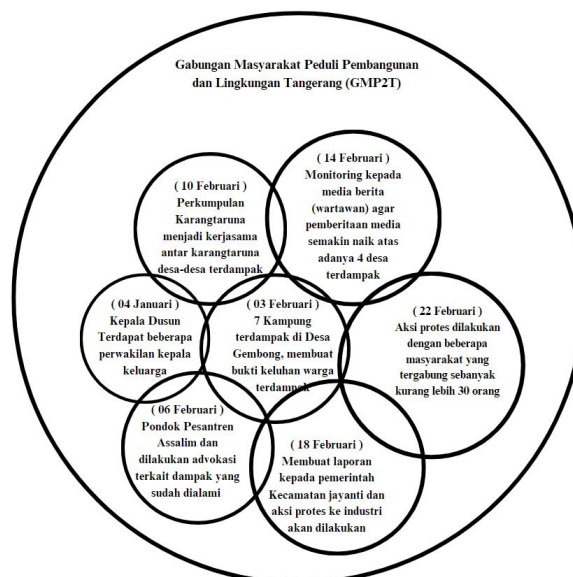 Gabungan Masyarakat Peduli Pembangunan
dan Lingkungan Tangerang (GMP2T)
( 10 Februari )
Perkumpulan
Karangtaruna
menjadi kerjasama
antar karangtaruna
desa-desa terdampak
( 14 Februari )
Monitoring kepada
media berita
(wartawan) agar
pemberitaan media
semakin naik atas
adanya 4 desa
terdampak
( 04 Januari )
Kepala Dusun
Terdapat beberapa
perwakilan kepala
keluarga
( 03 Februari )
7 Kampung
terdampak di Desa
Gembong, membuat
bukti keluhan warga
terdampak
( 22 Februari )
Aksi protes dilakukan
dengan beberapa
masyarakat yang
tergabung sebanyak
kurang lebih 30 orang
( 06 Februari )
Pondok Pesantren
Assalim dan
dilakukan advokasi
terkait dampak yang
sudah dialami
( 18 Februari )
Membuat laporan
kepada pemerintah
Kecamatan jayanti dan
aksi protes ke industri
akan dilakukan